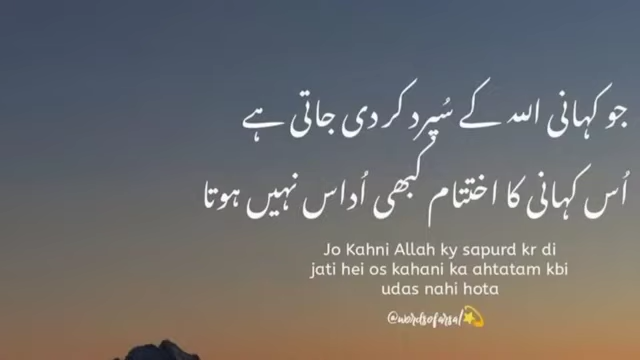 جو کہانی اللہ کے سُپرد کر دی جاتی ہے
اُس کہانی کا اختتام کبھی اُداس نہیں ہوتا
Jo Kahni Allah ky sapurd kr di
jati hei os kahani ka ahtatam kbi
udas nahi hota
@wordsofarsal💫